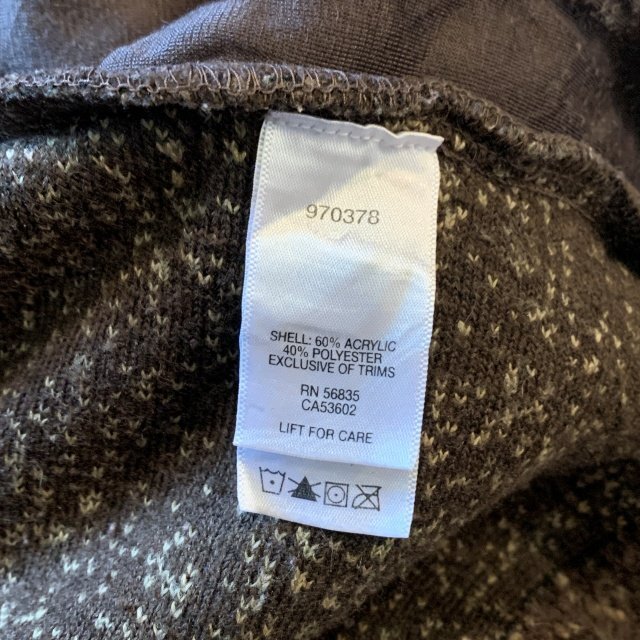 970378
SHELL: 60% ACRYLIC
40% POLYESTER
EXCLUSIVE OF TRIMS
RN 56835
CA53602
LIFT FOR CARE